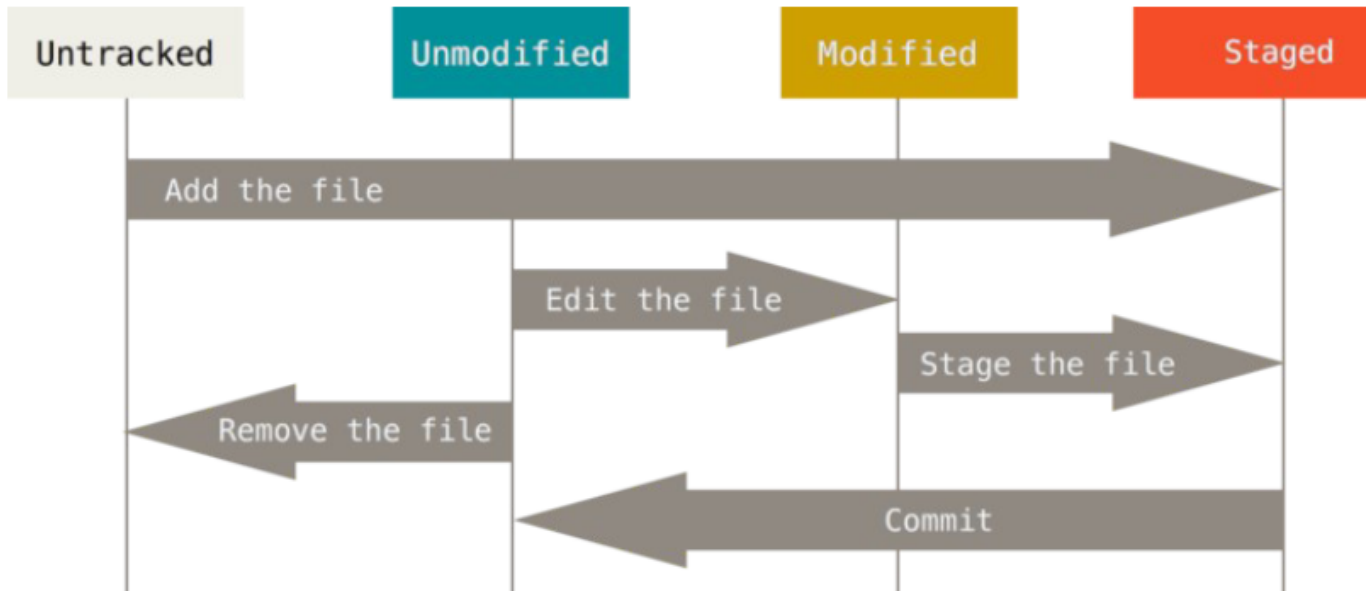 Untracked
Unmodified
Modified
Staged
Add the file
Edit the file
Stage the file
Remove the file
Commit